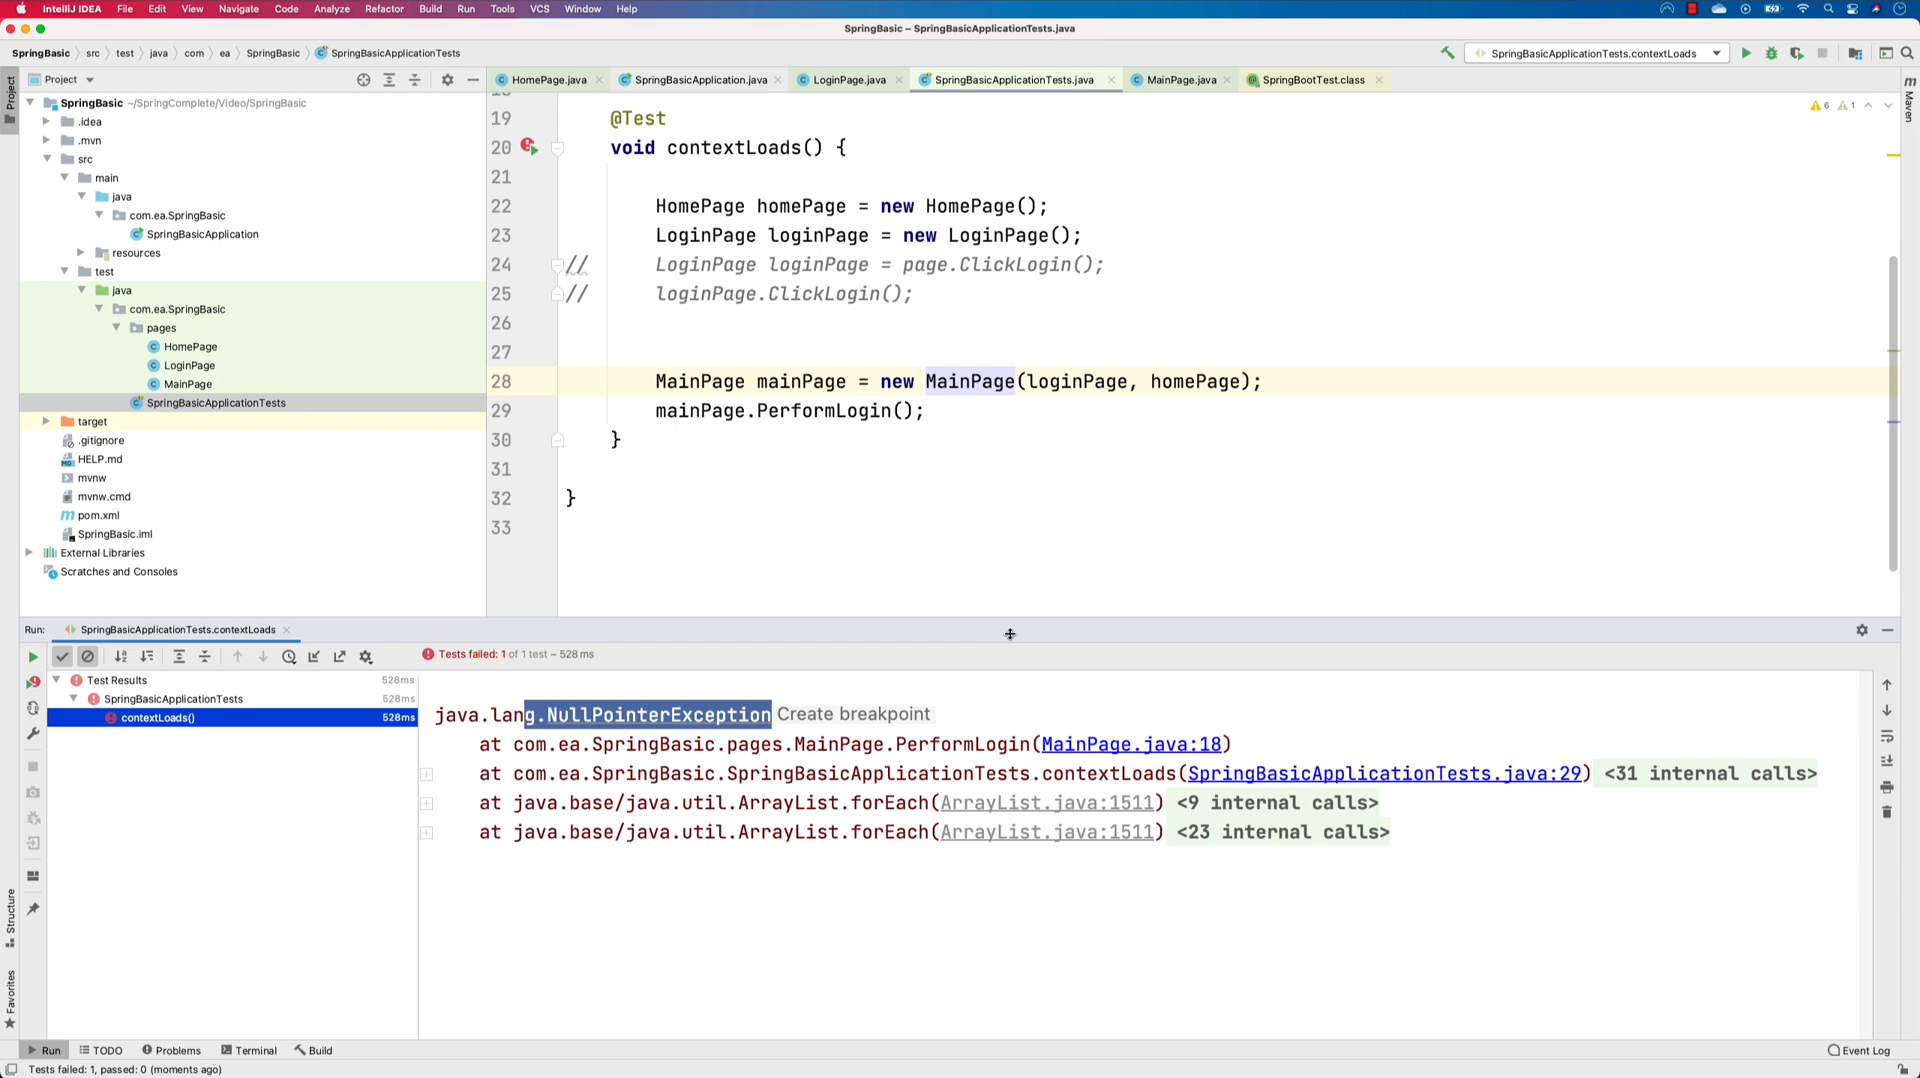 IntelliJ IDEA File Edit View Navigate Code Analyze Refactor Build Run Tools VCS Window Help
SpringBasic – SpringBasicApplicationTests.java
SpringBasic src test java com ea SpringBasic SpringBasicApplicationTests
SpringBasicApplicationTests.contextLoads
Project
HomePage.java SpringBasicApplication.java LoginPage.java SpringBasicApplicationTests.java MainPage.java SpringBootTest.class
Project
Maven
SpringBasic ~/SpringComplete/Video/SpringBasic
.idea
.mvn
src
main
java
com.ea.SpringBasic
SpringBasicApplication
resources
test
java
com.ea.SpringBasic
pages
HomePage
LoginPage
MainPage
SpringBasicApplicationTests
target
.gitignore
HELP.md
mvnw
mvnw.cmd
pom.xml
SpringBasic.iml
External Libraries
Scratches and Consoles
6 1
19 @Test
20 void contextLoads() {
21
22 HomePage homePage = new HomePage();
23 LoginPage loginPage = new LoginPage();
24 // LoginPage loginPage = page.ClickLogin();
25 // loginPage.ClickLogin();
26
27
28 MainPage mainPage = new MainPage(loginPage, homePage);
29 mainPage.PerformLogin();
30 }
31
32 }
33
Run: SpringBasicApplicationTests.contextLoads
Tests failed: 1 of 1 test – 528 ms
Test Results 528ms
SpringBasicApplicationTests 528ms
contextLoads() 528ms
java.lang.NullPointerException Create breakpoint
at com.ea.SpringBasic.pages.MainPage.PerformLogin(MainPage.java:18)
at com.ea.SpringBasic.SpringBasicApplicationTests.contextLoads(SpringBasicApplicationTests.java:29) <31 internal calls>
at java.base/java.util.ArrayList.forEach(ArrayList.java:1511) <9 internal calls>
at java.base/java.util.ArrayList.forEach(ArrayList.java:1511) <23 internal calls>
Structure
Favorites
Run TODO Problems Terminal Build
Event Log
Tests failed: 1, passed: 0 (moments ago)